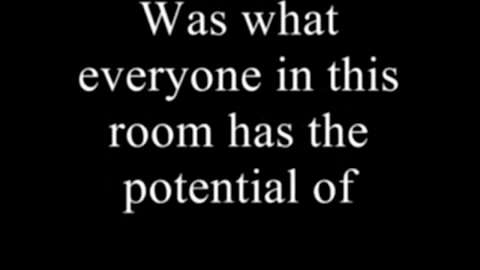 Was what
everyone in this
room has the
potential of